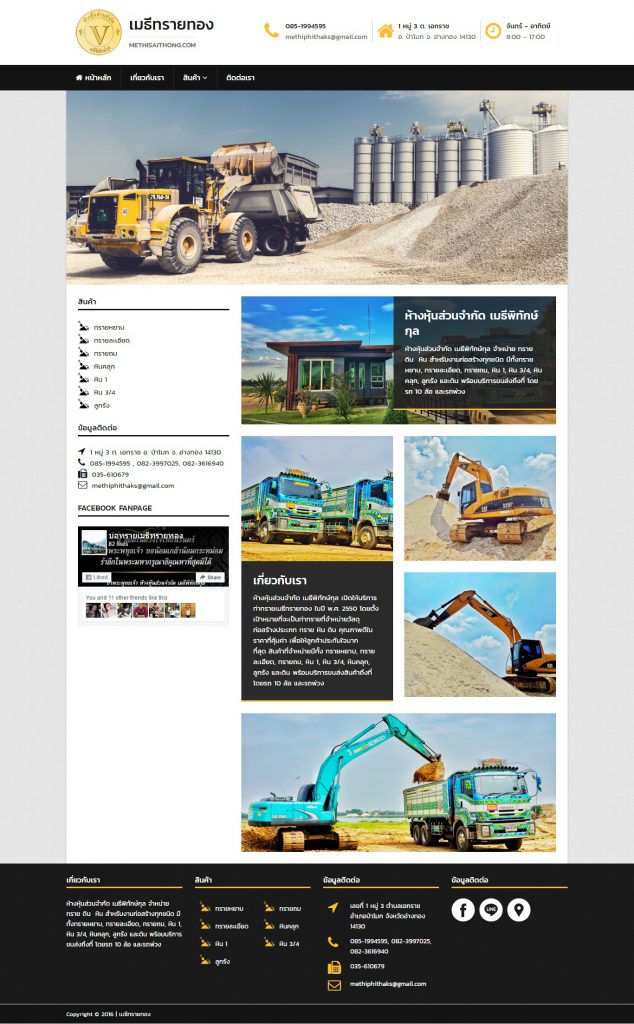 เมธีทรายทอง
METHISAITHONG.COM
085-1994595
methiphithaks@gmail.com
1 หมู่ 3 ต. เอกราช
อ. ป่าโมก จ. อ่างทอง 14130
จันทร์ - อาทิตย์
8:00 - 17:00
หน้าหลัก
เกี่ยวกับเรา
สินค้า
ติดต่อเรา
สินค้า
ทรายหยาบ
ทรายละเอียด
ทรายถม
หินคลุก
หิน 1
หิน 3/4
ลูกรัง
ข้อมูลติดต่อ
1 หมู่ 3 ต. เอกราช อ. ป่าโมก จ. อ่างทอง 14130
085-1994595 , 082-3997025, 082-3616940
035-610679
methiphithaks@gmail.com
FACEBOOK FANPAGE
บ่อทรายเมธีทรายทอง
82 likes
Liked
Share
You and 11 other friends like this
ห้างหุ้นส่วนจำกัด เมธีพิทักษ์
กุล
ห้างหุ้นส่วนจำกัด เมธีพิทักษ์กุล จำหน่าย ทราย
ดิน หิน สำหรับงานก่อสร้างทุกชนิด มีทั้งทราย
หยาบ, ทรายละเอียด, ทรายถม, หิน 1, หิน 3/4, หิน
คลุก, ลูกรัง และดิน พร้อมบริการขนส่งถึงที่ โดย
รถ 10 ล้อ และรถพ่วง
เกี่ยวกับเรา
ห้างหุ้นส่วนจำกัด เมธีพิทักษ์กุล เปิดให้บริการ
ท่าทรายเมธีทรายทอง ในปี พ.ศ. 2550 โดยตั้ง
เป้าหมายที่จะเป็นท่าทรายที่จำหน่ายวัสดุ
ก่อสร้างประเภท ทราย หิน ดิน คุณภาพดีใน
ราคาที่คุ้มค่า เพื่อให้ลูกค้าประทับใจมาก
ที่สุด สินค้าที่จำหน่ายมีทั้ง ทรายหยาบ, ทราย
ละเอียด, ทรายถม, หิน 1, หิน 3/4, หินคลุก,
ลูกรัง และดิน พร้อมบริการขนส่งสินค้าถึงที่
โดยรถ 10 ล้อ และรถพ่วง
เกี่ยวกับเรา
ห้างหุ้นส่วนจำกัด เมธีพิทักษ์กุล จำหน่าย
ทราย ดิน หิน สำหรับงานก่อสร้างทุกชนิด มี
ทั้งทรายหยาบ, ทรายละเอียด, ทรายถม, หิน 1,
หิน 3/4, หินคลุก, ลูกรัง และดิน พร้อมบริการ
ขนส่งถึงที่ โดยรถ 10 ล้อ และรถพ่วง
สินค้า
ทรายหยาบ
ทรายถม
ทรายละเอียด
หินคลุก
หิน 1
หิน 3/4
ลูกรัง
ข้อมูลติดต่อ
เลขที่ 1 หมู่ 3 ตำบลเอกราช
อำเภอป่าโมก จังหวัดอ่างทอง
14130
085-1994595, 082-3997025,
082-3616940
035-610679
methiphithaks@gmail.com
ข้อมูลติดต่อ
LINE
Copyright © 2016 | เมธีทรายทอง